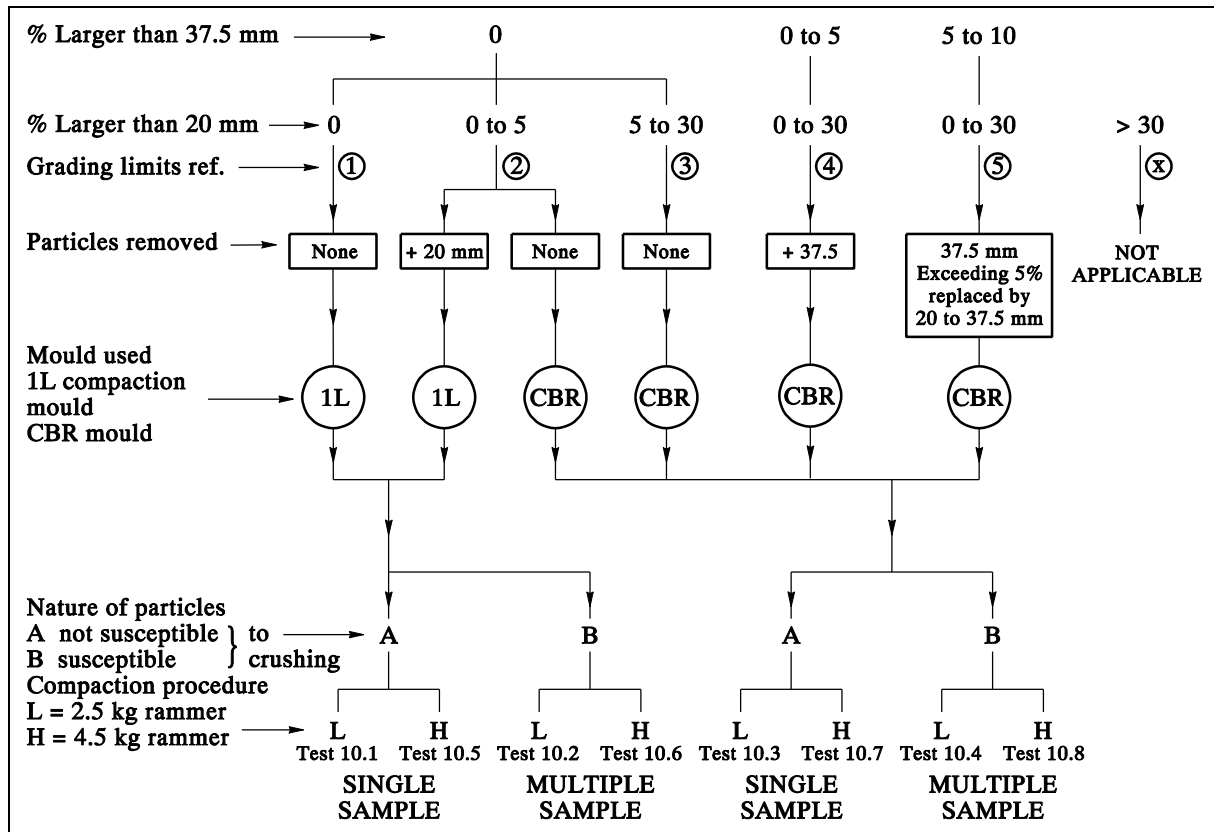 % Larger than 37.5 mm 0 0 to 5 5 to 10
% Larger than 20 mm 0 0 to 5 5 to 30 0 to 30 0 to 30 > 30
Grading limits ref. 1 2 3 4 5 x
Particles removed None + 20 mm None None + 37.5
37.5 mm
Exceeding 5%
replaced by
20 to 37.5 mm
NOT
APPLICABLE
Mould used
1L compaction
mould
CBR mould
1L 1L CBR CBR CBR CBR
Nature of particles
A not susceptible } to
B susceptible crushing
A B A B
Compaction procedure
L = 2.5 kg rammer
H = 4.5 kg rammer
L H L H L H L H
Test 10.1 Test 10.5 Test 10.2 Test 10.6 Test 10.3 Test 10.7 Test 10.4 Test 10.8
SINGLE MULTIPLE SINGLE MULTIPLE
SAMPLE SAMPLE SAMPLE SAMPLE